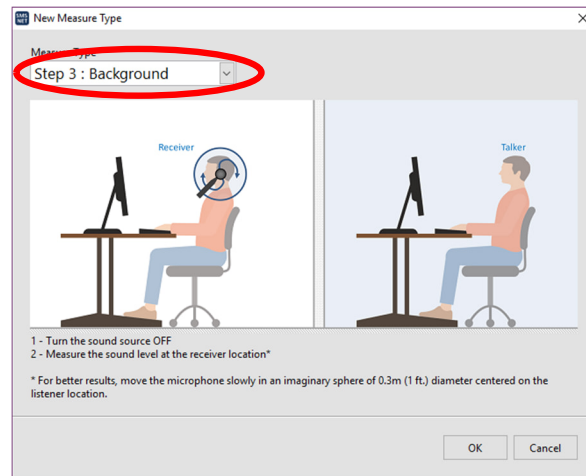 SMS
NET
New Measure Type
Measure Type
Step 3 : Background
Receiver
Talker
1 - Turn the sound source OFF
2 - Measure the sound level at the receiver location*
* For better results, move the microphone slowly in an imaginary sphere of 0.3m (1 ft.) diameter centered on the
listener location.
OK
Cancel